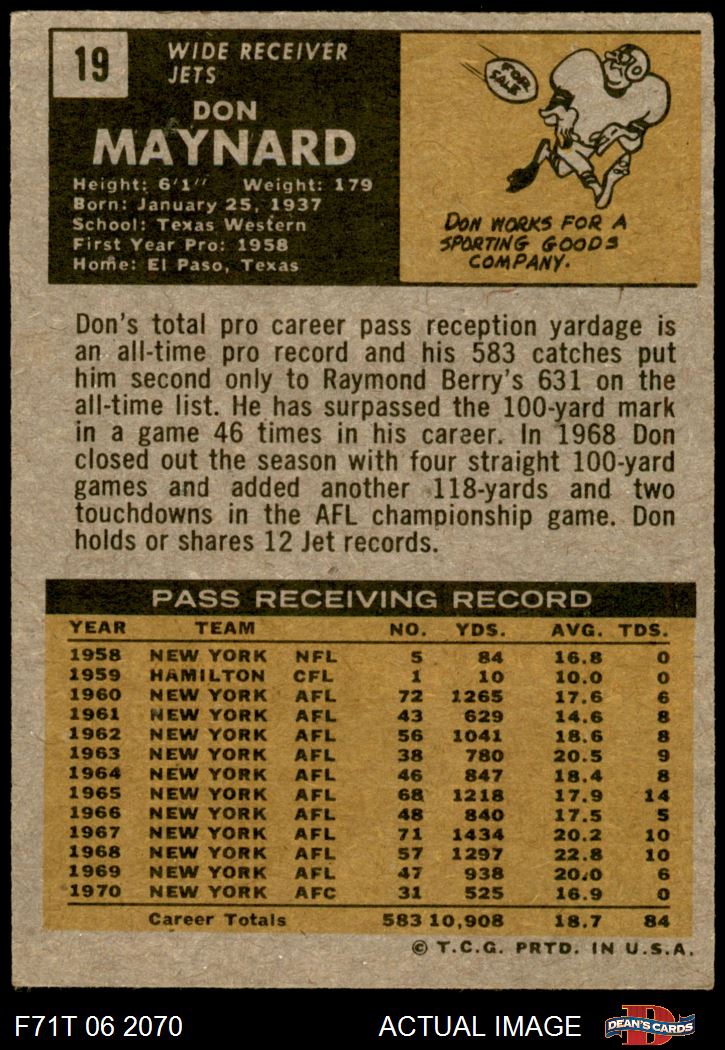 19
WIDE RECEIVER
JETS
DON
MAYNARD
Height: 6'1" Weight: 179
Born: January 25, 1937
School: Texas Western
First Year Pro: 1958
Home: El Paso, Texas
FOR
SALE
DON WORKS FOR A
SPORTING GOODS
COMPANY.
Don's total pro career pass reception yardage is
an all-time pro record and his 583 catches put
him second only to Raymond Berry's 631 on the
all-time list. He has surpassed the 100-yard mark
in a game 46 times in his career. In 1968 Don
closed out the season with four straight 100-yard
games and added another 118-yards and two
touchdowns in the AFL championship game. Don
holds or shares 12 Jet records.
PASS RECEIVING RECORD
YEAR TEAM NO. YDS. AVG. TDS.
1958 NEW YORK NFL 5 84 16.8 0
1959 HAMILTON CFL 1 10 10.0 0
1960 NEW YORK AFL 72 1265 17.6 6
1961 NEW YORK AFL 43 629 14.6 8
1962 NEW YORK AFL 56 1041 18.6 8
1963 NEW YORK AFL 38 780 20.5 9
1964 NEW YORK AFL 46 847 18.4 8
1965 NEW YORK AFL 68 1218 17.9 14
1966 NEW YORK AFL 48 840 17.5 5
1967 NEW YORK AFL 71 1434 20.2 10
1968 NEW YORK AFL 57 1297 22.8 10
1969 NEW YORK AFL 47 938 20.0 6
1970 NEW YORK AFC 31 525 16.9 0
Career Totals 583 10,908 18.7 84
© T.C.G. PRTD. IN U.S.A.
F71T 06 2070 ACTUAL IMAGE
D
DEAN'S CARDS